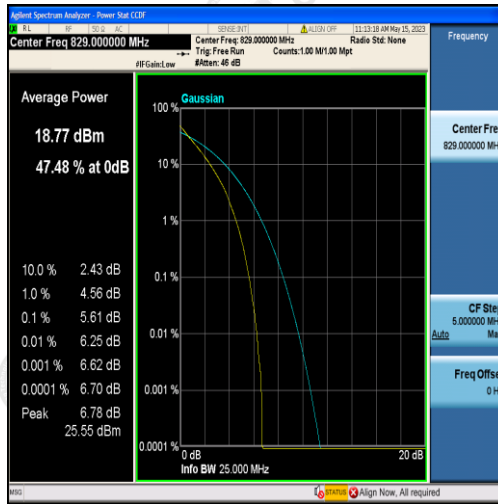 Agilent Spectrum Analyzer - Power Stat CCDF
RL RF 50 Ω AC SENSE:INT ALIGN OFF 11:13:18 AM May 15, 2023
Center Freq 829.000000 MHz
Center Freq: 829.000000 MHz Radio Std: None
Trig: Free Run Counts:1.00 M/1.00 Mpt
#IFGain:Low #Atten: 46 dB
Frequency
Average Power
18.77 dBm
47.48 % at 0dB
10.0 % 2.43 dB
1.0 % 4.56 dB
0.1 % 5.61 dB
0.01 % 6.25 dB
0.001 % 6.62 dB
0.0001 % 6.70 dB
Peak 6.78 dB
25.55 dBm
100 %
Gaussian
10 %
1 %
0.1 %
0.01 %
0.001 %
0.0001 %
0 dB 20 dB
Info BW 25.000 MHz
Center Fre
829.000000 MH
CF Ste
5.000000 MH
Auto Ma
Freq Offse
0 H
MSG STATUS Align Now, All required